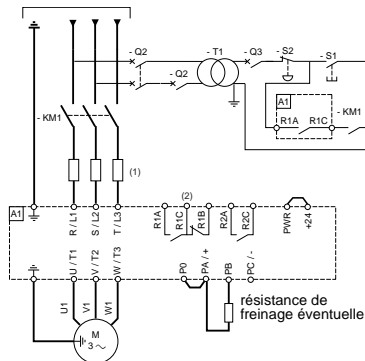 - Q2
- T1
- Q3
- S2
- S1
- Q2
A1
- KM1
R1A
R1C
- KM1
(1)
(2)
A1
R / L1
S / L2
T / L3
R1A
R1C
R1B
R2A
R2C
PWR
+24
U / T1
V / T2
W / T3
P0
PA / +
PB
PC / -
U1
V1
W1
M
3 ~
résistance de
freinage éventuelle